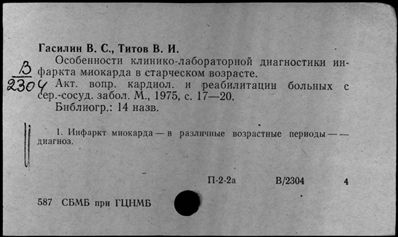 Гасилин В. С., Титов В. И.
Особенности клинико-лабораторной диагностики ин-
фаркта миокарда в старческом возрасте.
В
2304
Акт. вопр. кардиол. и реабилитации больных с
сер.-сосуд. забол. М., 1975, с. 17—20.
Библиогр.: 14 назв.
1. Инфаркт миокарда — в различные возрастные периоды — —
диагноз.
П-2-2а В/2304 4
587 СБМБ при ГЦНМБ